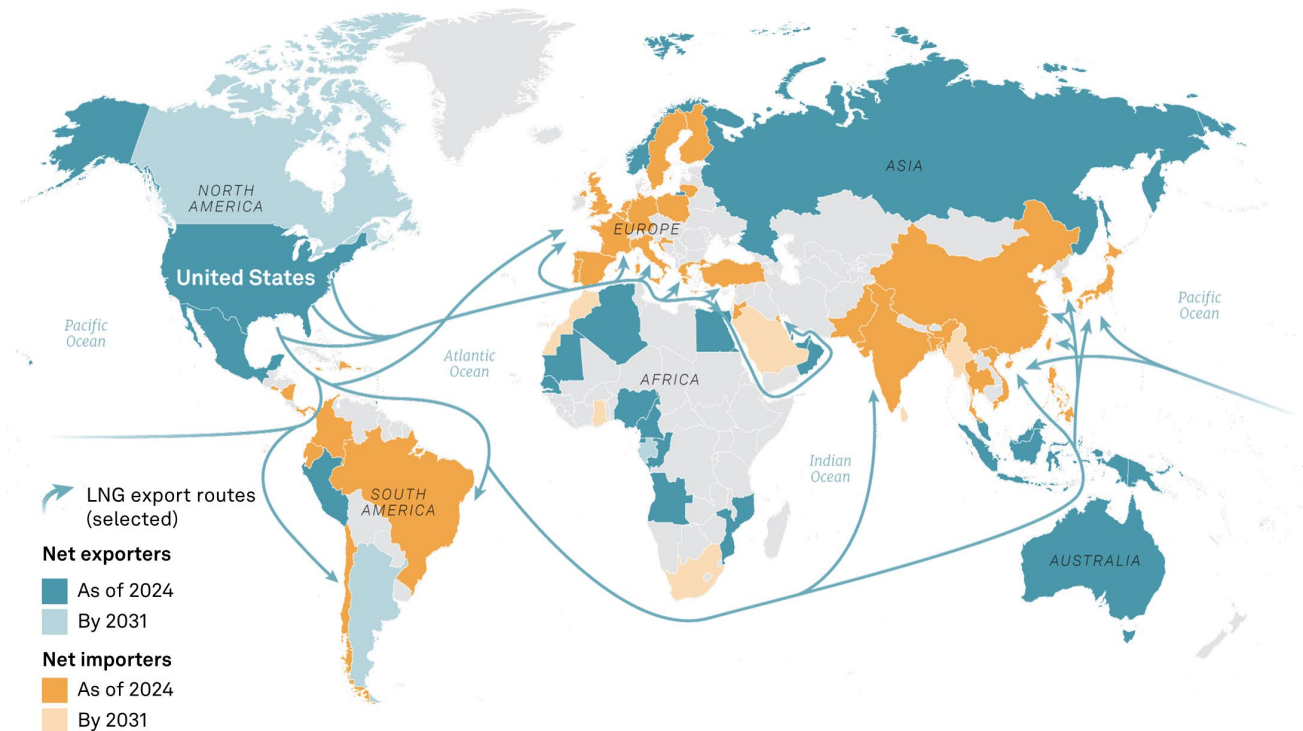 ASIA
NORTH
AMERICA
EUROPE
United States
Pacific
Ocean
Pacific
Ocean
Atlantic
Ocean
AFRICA
Indian
Ocean
SOUTH
AMERICA
AUSTRALIA
LNG export routes
(selected)
Net exporters
As of 2024
By 2031
Net importers
As of 2024
By 2031